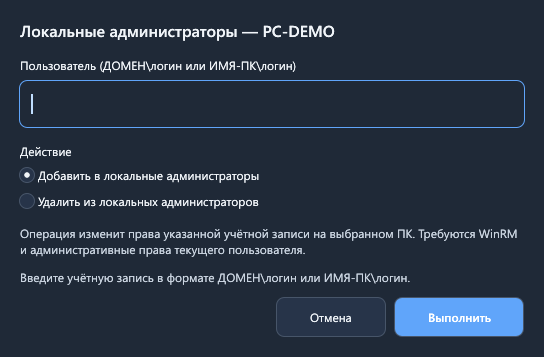 Локальные администраторы — PC-DEMO
Пользователь (ДОМЕН\логин или ИМЯ-ПК\логин)
Действие
Добавить в локальные администраторы
Удалить из локальных администраторов
Операция изменит права указанной учётной записи на выбранном ПК. Требуются WinRM
и административные права текущего пользователя.
Введите учётную запись в формате ДОМЕН\логин или ИМЯ-ПК\логин.
Отмена
Выполнить